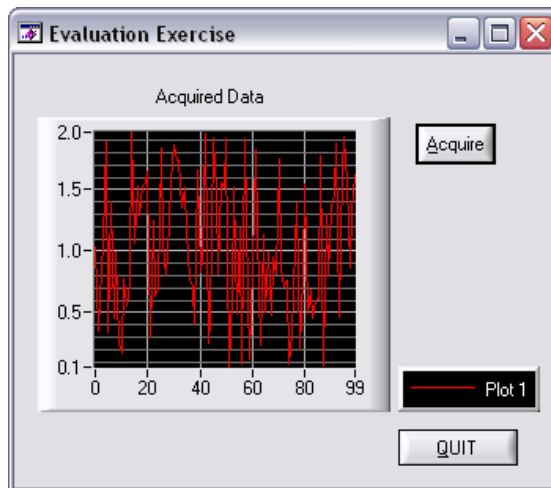 Evaluation Exercise
Acquired Data
Acquire
2.0
1.5
1.0
0.5
0.1
0 20 40 60 80 99
Plot 1
QUIT